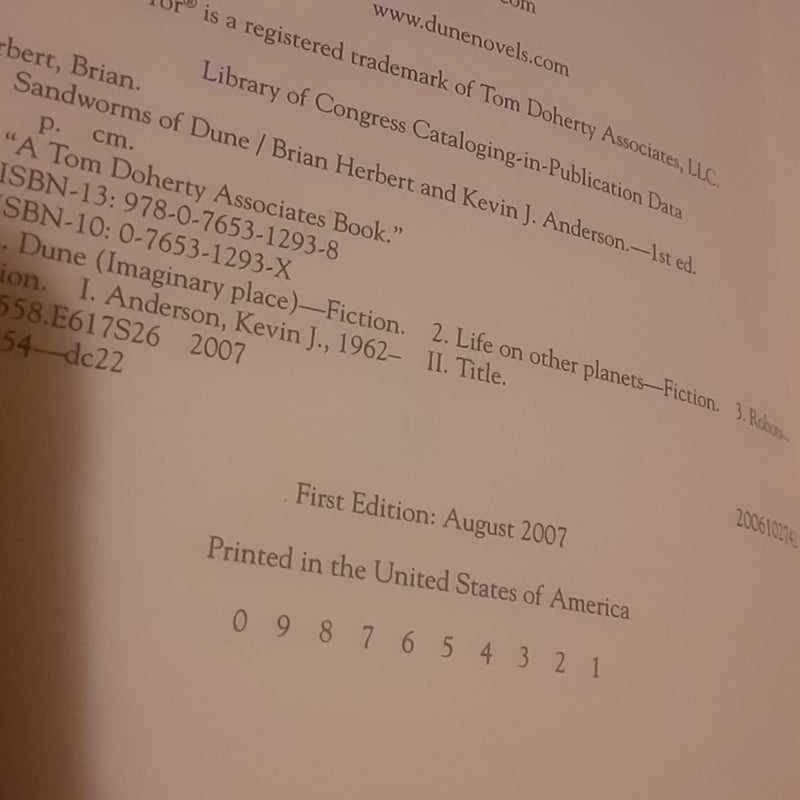 www.dunenovels.com
® is a registered trademark of Tom Doherty Associates, LLC.
Library of Congress Cataloging-in-Publication Data
rbert, Brian.
Sandworms of Dune / Brian Herbert and Kevin J. Anderson.—1st ed.
p. cm.
“A Tom Doherty Associates Book.”
ISBN-13: 978-0-7653-1293-8
ISBN-10: 0-7653-1293-X
. Dune (Imaginary place)—Fiction. 2. Life on other planets—Fiction. 3.
ion. I. Anderson, Kevin J., 1962– II. Title.
558.E617S26 2007
54—dc22
First Edition: August 2007
Printed in the United States of America
0 9 8 7 6 5 4 3 2 1